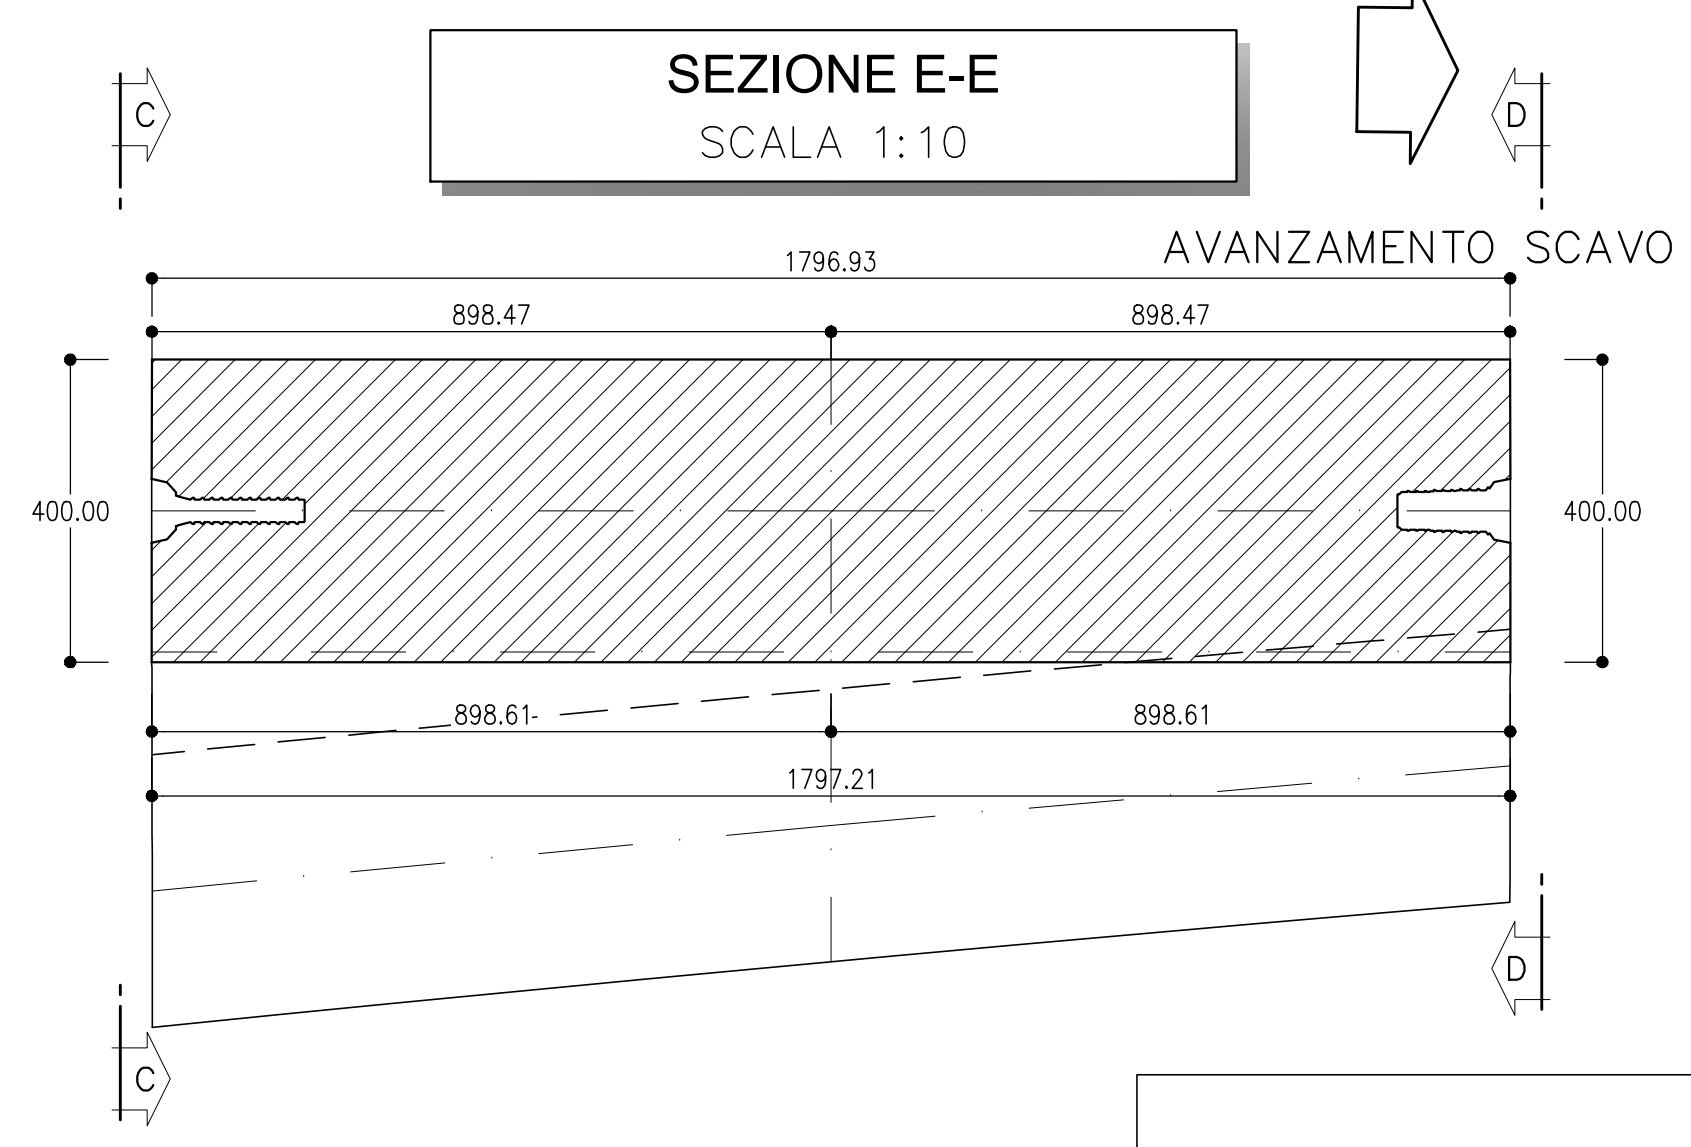 SEZIONE E-E
SCALA 1:10
C
D
AVANZAMENTO SCAVO
1796.93
898.47
898.47
400.00
400.00
898.61
898.61
1797.21
D
C